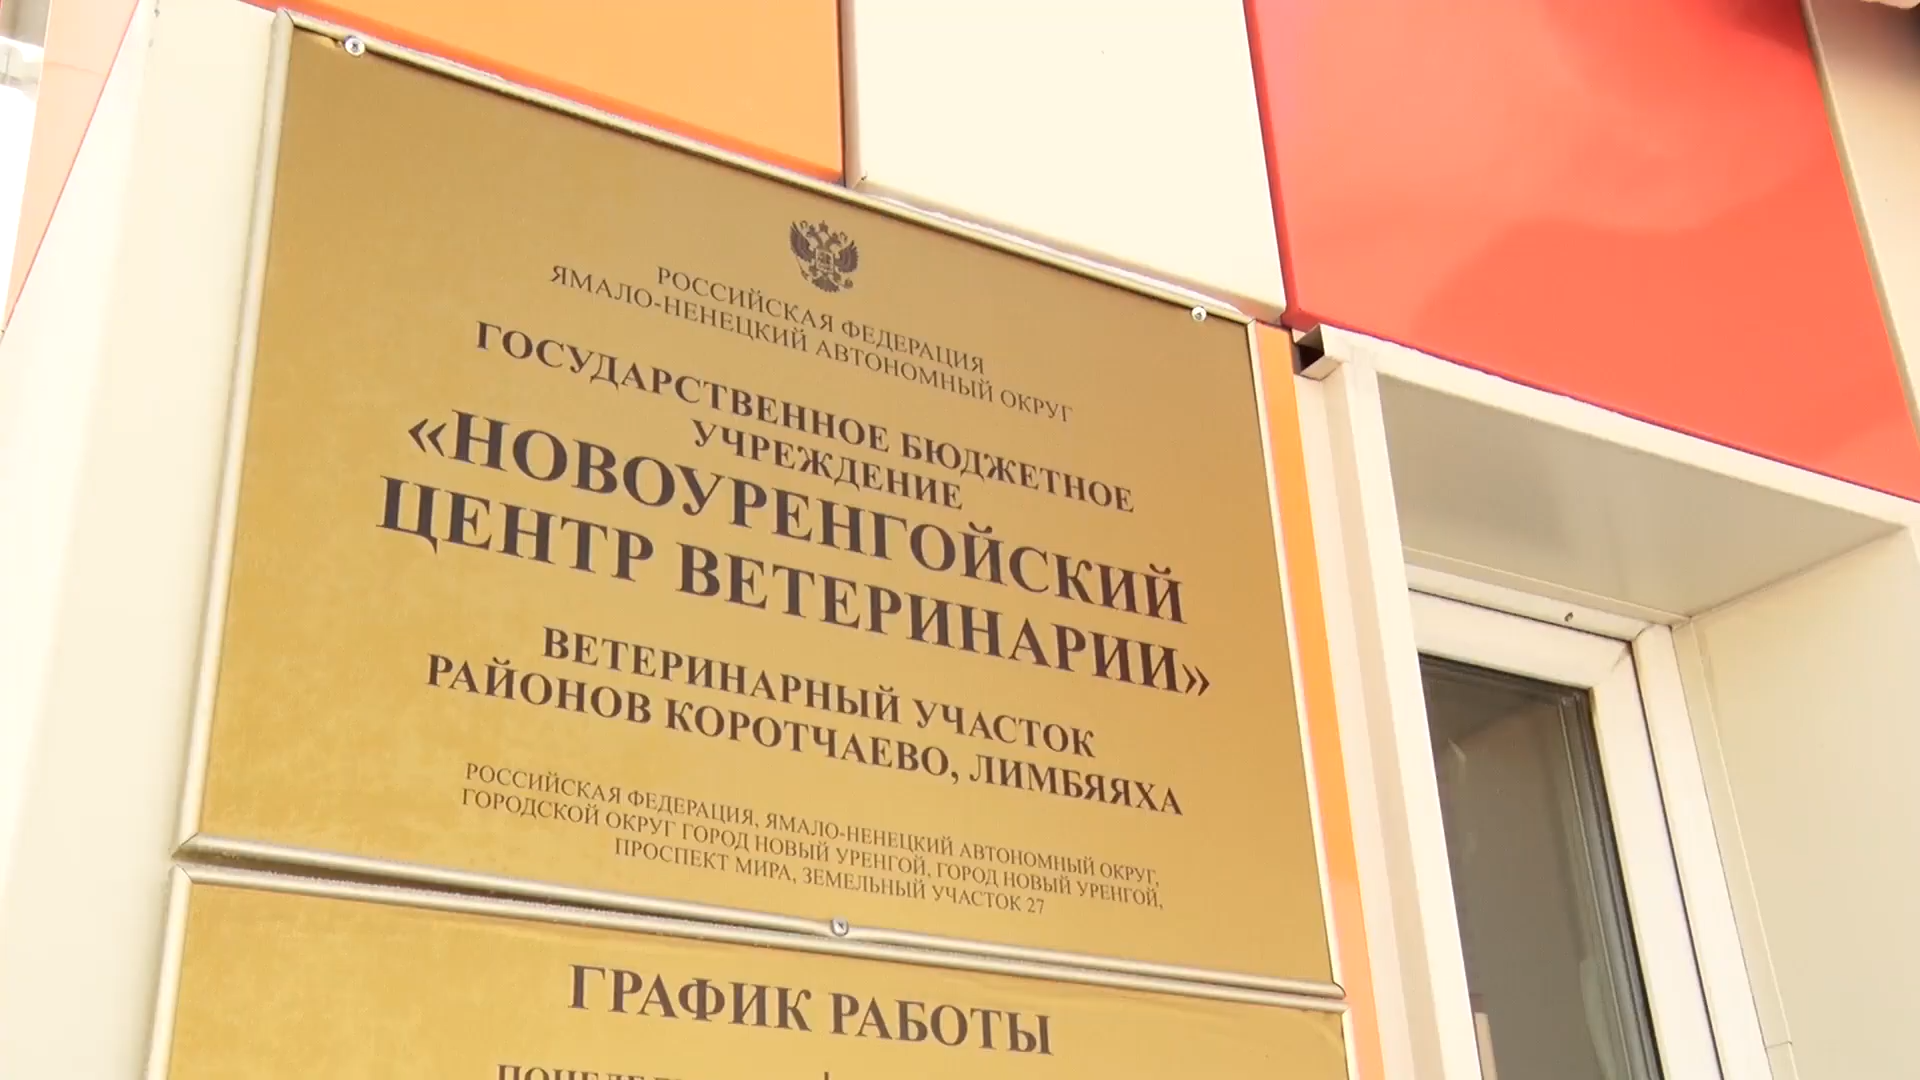 РОССИЙСКАЯ ФЕДЕРАЦИЯ
ЯМАЛО-НЕНЕЦКИЙ АВТОНОМНЫЙ ОКРУГ
ГОСУДАРСТВЕННОЕ БЮДЖЕТНОЕ
УЧРЕЖДЕНИЕ
«НОВОУРЕНГОЙСКИЙ
ЦЕНТР ВЕТЕРИНАРИИ»
ВЕТЕРИНАРНЫЙ УЧАСТОК
РАЙОНОВ КОРОТЧАЕВО, ЛИМБЯЯХА
РОССИЙСКАЯ ФЕДЕРАЦИЯ, ЯМАЛО-НЕНЕЦКИЙ АВТОНОМНЫЙ ОКРУГ,
ГОРОДСКОЙ ОКРУГ ГОРОД НОВЫЙ УРЕНГОЙ, ГОРОД НОВЫЙ УРЕНГОЙ,
ПРОСПЕКТ МИРА, ЗЕМЕЛЬНЫЙ УЧАСТОК 27
ГРАФИК РАБОТЫ